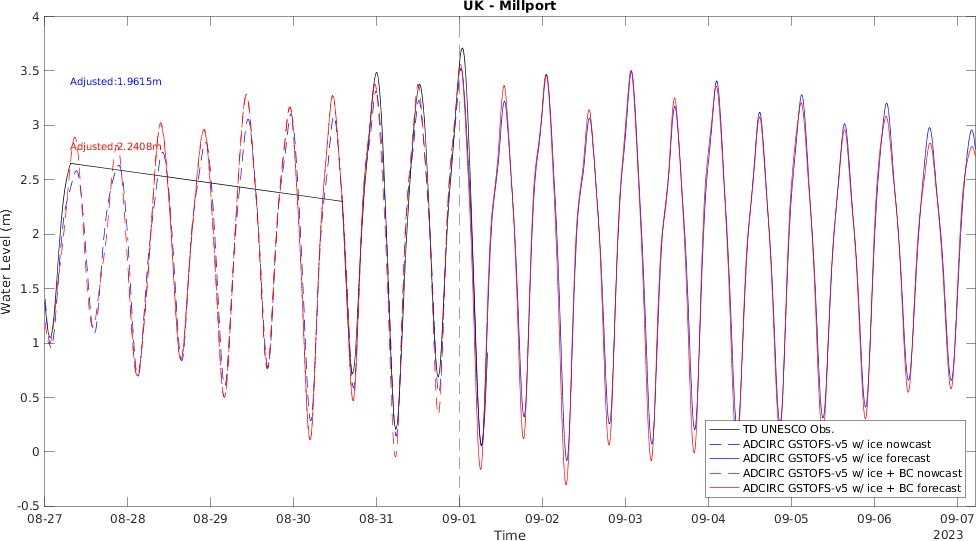 UK - Millport
4
3.5
3
2.5
2
1.5
1
0.5
0
-0.5
Water Level (m)
Adjusted:1.9615m
Adjusted:2.2408m
TD UNESCO Obs.
ADCIRC GSTOFS-v5 w/ ice nowcast
ADCIRC GSTOFS-v5 w/ ice forecast
ADCIRC GSTOFS-v5 w/ ice + BC nowcast
ADCIRC GSTOFS-v5 w/ ice + BC forecast
08-27 08-28 08-29 08-30 08-31 09-01 09-02 09-03 09-04 09-05 09-06 09-07
Time
2023